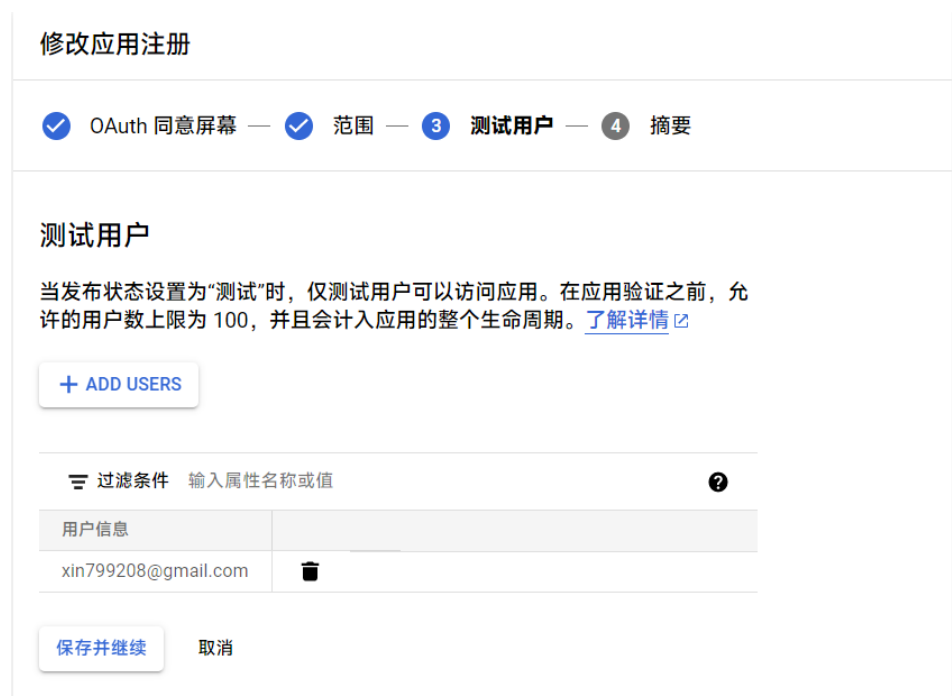 修改应用注册
OAuth 同意屏幕 — 范围 — 3 测试用户 — 4 摘要
测试用户
当发布状态设置为“测试”时，仅测试用户可以访问应用。在应用验证之前，允
许的用户数上限为 100，并且会计入应用的整个生命周期。了解详情
+ ADD USERS
过滤条件 输入属性名称或值
用户信息
xin799208@gmail.com
保存并继续 取消